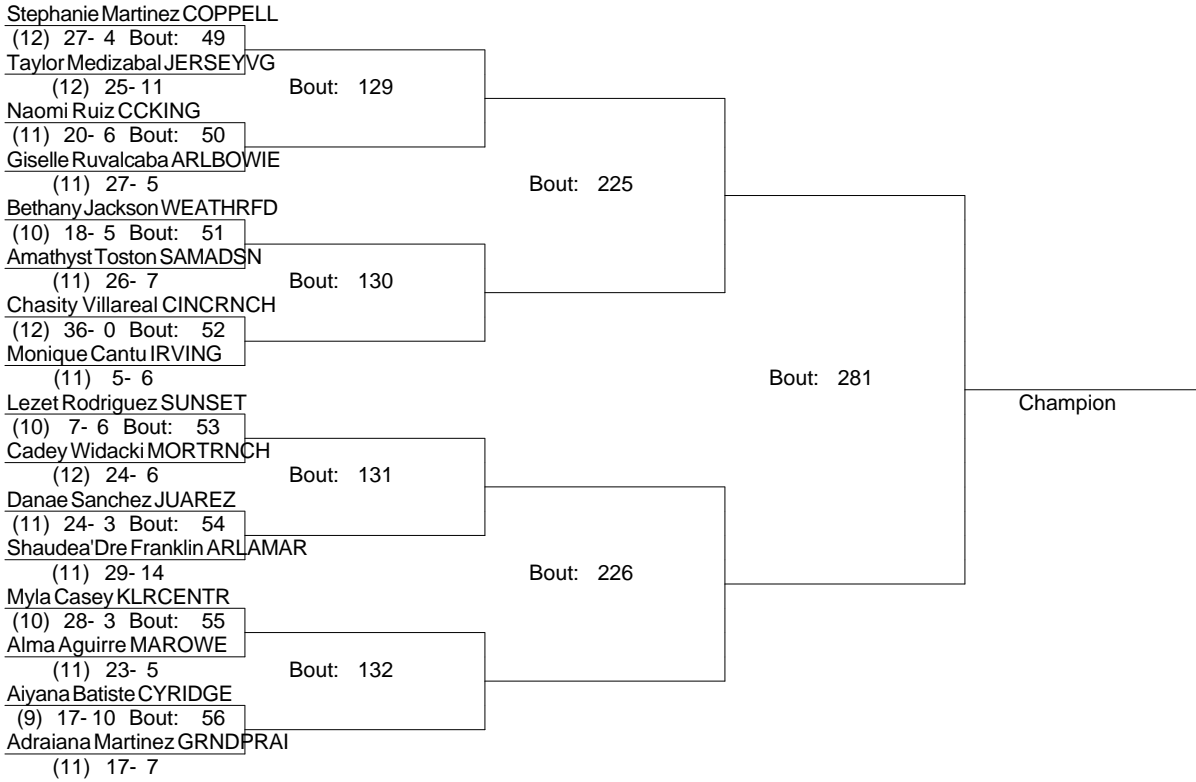 Stephanie Martinez COPPELL
(12) 27- 4 Bout: 49
Taylor Medizabal JERSEYVG
(12) 25- 11 Bout: 129
Naomi Ruiz CCKING
(11) 20- 6 Bout: 50
Giselle Ruvalcaba ARLBOWIE
(11) 27- 5 Bout: 225
Bethany Jackson WEATHRFD
(10) 18- 5 Bout: 51
Amathyst Toston SAMADSN
(11) 26- 7 Bout: 130
Chasity Villareal CINCRNCH
(12) 36- 0 Bout: 52
Monique Cantu IRVING
(11) 5- 6 Bout: 281
Lezet Rodriguez SUNSET Champion
(10) 7- 6 Bout: 53
Cadey Widacki MORTRNCH
(12) 24- 6 Bout: 131
Danae Sanchez JUAREZ
(11) 24- 3 Bout: 54
Shaudea'Dre Franklin ARLAMAR
(11) 29- 14 Bout: 226
Myla Casey KLRCENTR
(10) 28- 3 Bout: 55
Alma Aguirre MAROWE
(11) 23- 5 Bout: 132
Aiyana Batiste CYRIDGE
(9) 17- 10 Bout: 56
Adraiana Martinez GRNDPRAI
(11) 17- 7